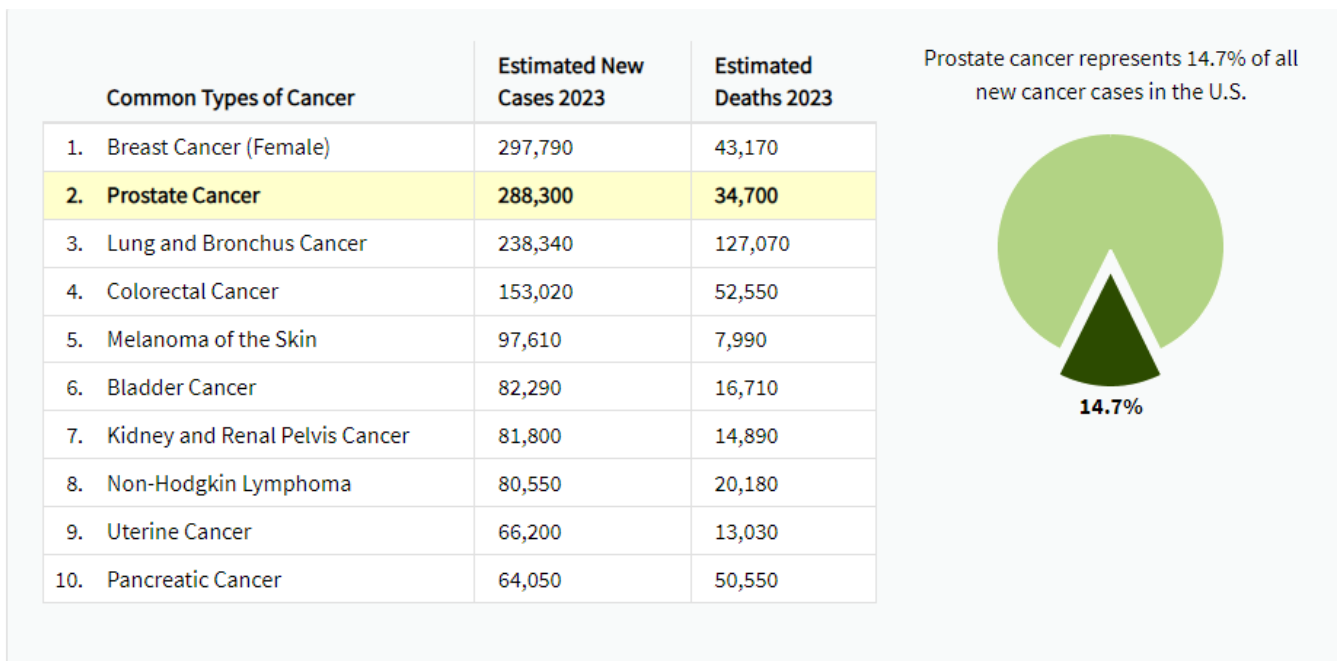 Common Types of Cancer Estimated New Cases 2023 Estimated Deaths 2023
1. Breast Cancer (Female) 297,790 43,170
2. Prostate Cancer 288,300 34,700
3. Lung and Bronchus Cancer 238,340 127,070
4. Colorectal Cancer 153,020 52,550
5. Melanoma of the Skin 97,610 7,990
6. Bladder Cancer 82,290 16,710
7. Kidney and Renal Pelvis Cancer 81,800 14,890
8. Non-Hodgkin Lymphoma 80,550 20,180
9. Uterine Cancer 66,200 13,030
10. Pancreatic Cancer 64,050 50,550
Prostate cancer represents 14.7% of all
new cancer cases in the U.S.
14.7%